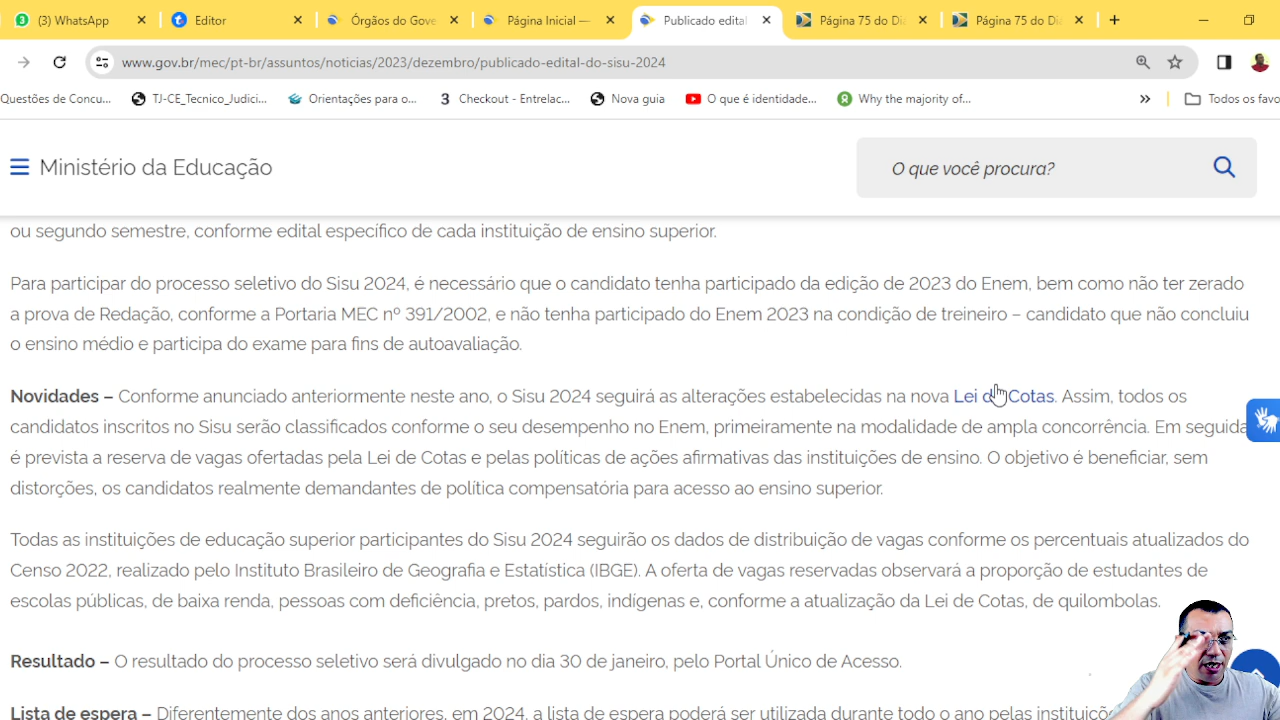 (3) WhatsApp
Editor
Órgãos do Gove
Página Inicial —
Publicado edital
Página 75 do Di
Página 75 do Di
www.gov.br/mec/pt-br/assuntos/noticias/2023/dezembro/publicado-edital-do-sisu-2024
Questões de Concu...
TJ-CE_Tecnico_Judici...
Orientações para o...
Checkout - Entrelac...
Nova guia
O que é identidade...
Why the majority of...
»
Todos os favo
Ministério da Educação
O que você procura?
ou segundo semestre, conforme edital específico de cada instituição de ensino superior.
Para participar do processo seletivo do Sisu 2024, é necessário que o candidato tenha participado da edição de 2023 do Enem, bem como não ter zerado
a prova de Redação, conforme a Portaria MEC nº 391/2002, e não tenha participado do Enem 2023 na condição de treineiro – candidato que não concluiu
o ensino médio e participa do exame para fins de autoavaliação.
Novidades – Conforme anunciado anteriormente neste ano, o Sisu 2024 seguirá as alterações estabelecidas na nova Lei de Cotas. Assim, todos os
candidatos inscritos no Sisu serão classificados conforme o seu desempenho no Enem, primeiramente na modalidade de ampla concorrência. Em seguida
é prevista a reserva de vagas ofertadas pela Lei de Cotas e pelas políticas de ações afirmativas das instituições de ensino. O objetivo é beneficiar, sem
distorções, os candidatos realmente demandantes de política compensatória para acesso ao ensino superior.
Todas as instituições de educação superior participantes do Sisu 2024 seguirão os dados de distribuição de vagas conforme os percentuais atualizados do
Censo 2022, realizado pelo Instituto Brasileiro de Geografia e Estatística (IBGE). A oferta de vagas reservadas observará a proporção de estudantes de
escolas públicas, de baixa renda, pessoas com deficiência, pretos, pardos, indígenas e, conforme a atualização da Lei de Cotas, de quilombolas.
Resultado – O resultado do processo seletivo será divulgado no dia 30 de janeiro, pelo Portal Único de Acesso.
Lista de espera – Diferentemente dos anos anteriores, em 2024, a lista de espera poderá ser utilizada durante todo o ano pelas instituiçõ